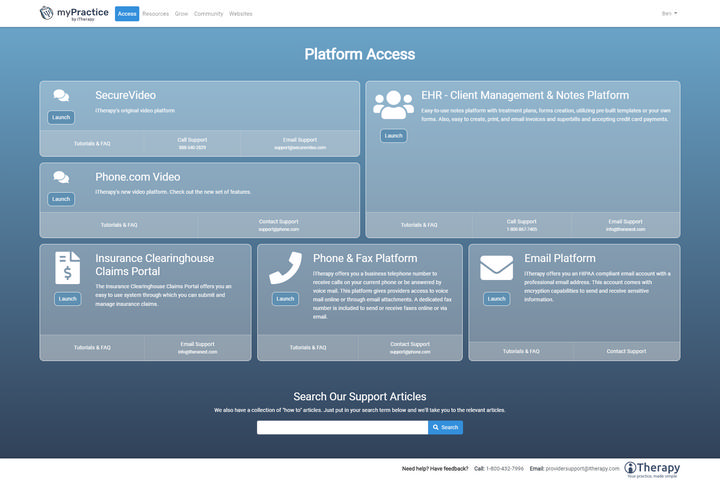 myPractice
by iTherapy
Access Resources Grow Community Websites
Ben
Platform Access
SecureVideo
iTherapy's original video platform
Launch
Tutorials & FAQ
Call Support
Email Support
support@securevideo.com
Phone.com Video
iTherapy's new video platform. Check out the new set of features.
Launch
Tutorials & FAQ
Contact Support
support@phone.com
EHR - Client Management & Notes Platform
Easy-to-use notes platform with treatment plans, forms creation, utilizing pre-built templates or your own
forms. Also, easy to create, print, and email invoices and superbills and accepting credit card payments.
Launch
Tutorials & FAQ
Call Support
1-800-867-7405
Email Support
Insurance Clearinghouse
Claims Portal
The Insurance Clearinghouse Claims Portal offers you an
easy to use system through which you can submit and
manage insurance claims.
Launch
Tutorials & FAQ
Email Support
Phone & Fax Platform
iTherapy offers you a business telephone number to
receive calls on your current phone or be answered by
voice mail. This platform gives providers access to voice
mail online or through email attachments. A dedicated fax
number is included to send or receive faxes online or via
email.
Launch
Tutorials & FAQ
Contact Support
support@phone.com
Email Platform
iTherapy offers you an HIPAA compliant email account with a
professional email address. This account comes with
encryption capabilities to send and receive sensitive
information.
Launch
Tutorials & FAQ
Contact Support
Search Our Support Articles
We also have a collection of "how to" articles. Just put in your search term below and we'll take you to the relevant articles.
Search
Need help? Have feedback? Call: 1-800-432-7996 Email: providersupport@itherapy.com
iTherapy
Your practice, made simple